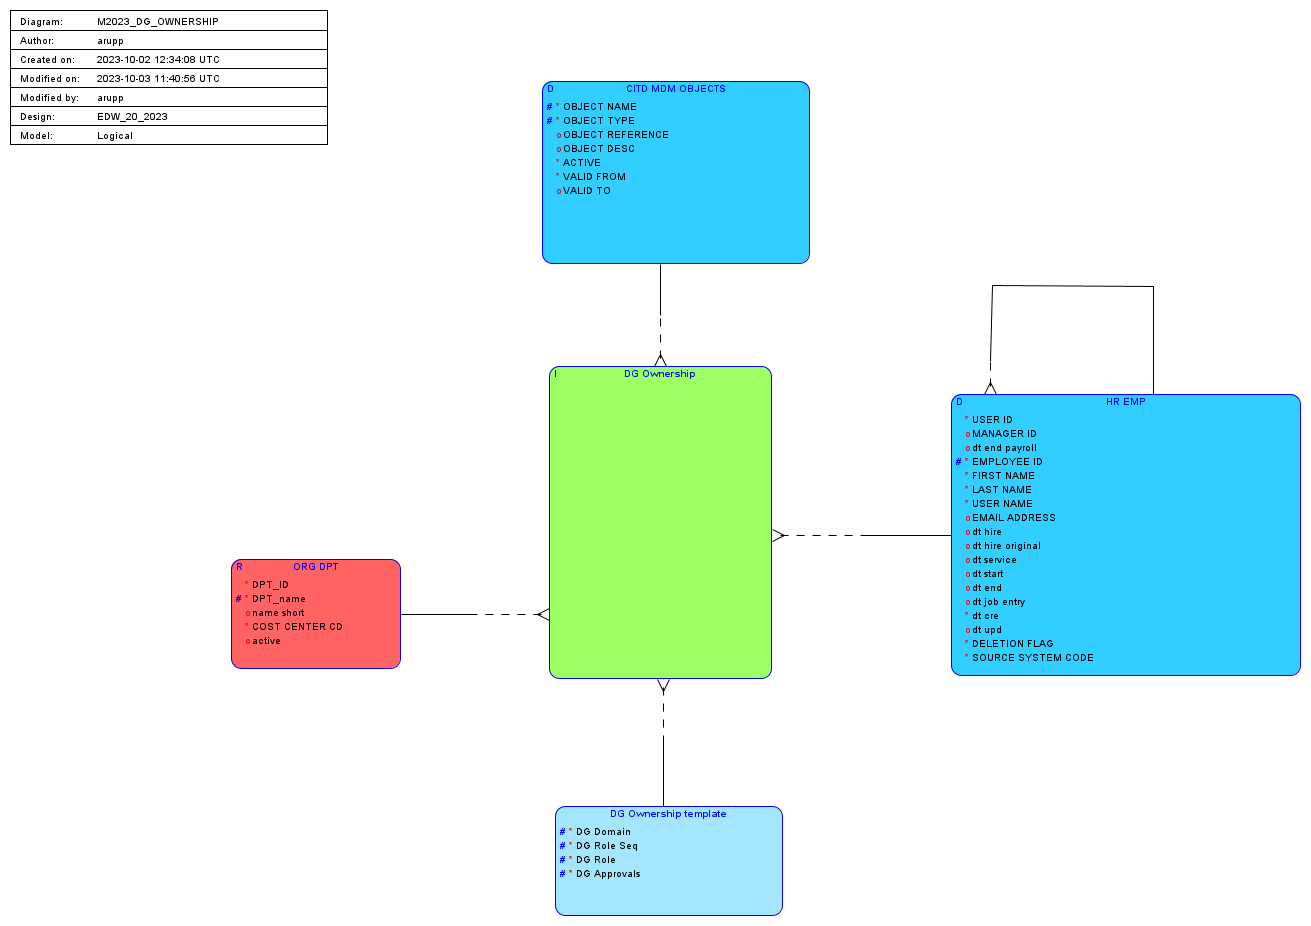 Diagram: M2023_DG_OWNERSHIP
Author: arupp
Created on: 2023-10-02 12:34:08 UTC
Modified on: 2023-10-03 11:40:56 UTC
Modified by: arupp
Design: EDW_20_2023
Model: Logical
D CITD MDM OBJECTS
# * OBJECT NAME
# * OBJECT TYPE
o OBJECT REFERENCE
o OBJECT DESC
* ACTIVE
* VALID FROM
o VALID TO
I DG Ownership
D HR EMP
* USER ID
o MANAGER ID
o dt end payroll
# * EMPLOYEE ID
* FIRST NAME
* LAST NAME
* USER NAME
o EMAIL ADDRESS
o dt hire
o dt hire original
o dt service
o dt start
o dt end
o dt job entry
* dt cre
o dt upd
* DELETION FLAG
* SOURCE SYSTEM CODE
R ORG DPT
* DPT_ID
# * DPT_name
o name short
* COST CENTER CD
o active
DG Ownership template
# * DG Domain
# * DG Role Seq
# * DG Role
# * DG Approvals